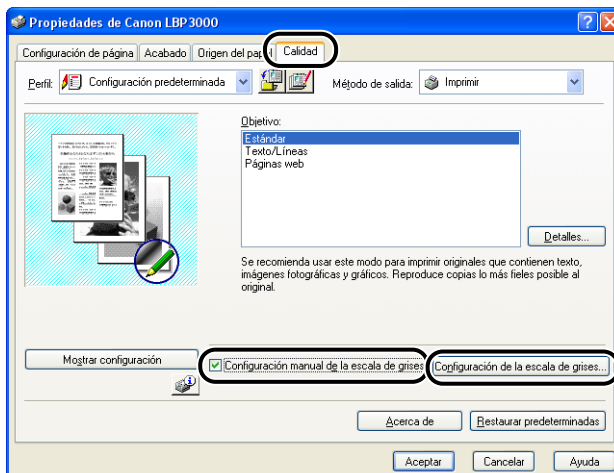 Propiedades de Canon LBP3000
Configuración de página Acabado Origen del papel Calidad
Perfil: Configuración predeterminada Método de salida: Imprimir
Objetivo:
Estándar
Texto/Líneas
Páginas web
Detalles...
Se recomienda usar este modo para imprimir originales que contienen texto,
imágenes fotográficas y gráficos. Reproduce copias lo más fieles posible al
original.
Mostrar configuración
Configuración manual de la escala de grises
Configuración de la escala de grises...
Acerca de Restaurar predeterminadas
Aceptar Cancelar Ayuda